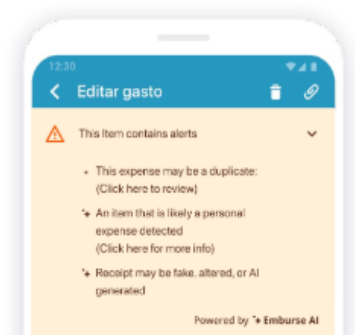 12:30
Editar gasto
This Item contains alerts
• This expense may be a duplicate:
(Click here to review)
An item that is likely a personal
expense detected
(Click here for more info)
Receipt may be fake, altered, or AI
generated
Powered by Emburse AI